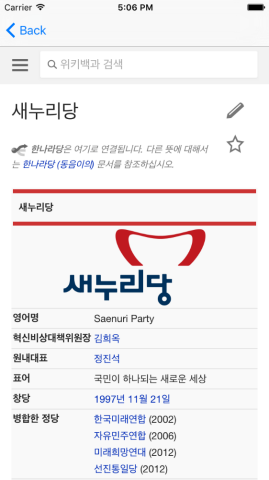 Carrier 5:06 PM
Back
위키백과 검색
새누리당
한나라당은 여기로 연결됩니다. 다른 뜻에 대해서
는 한나라당 (동음이의) 문서를 참조하십시오.
새누리당
새누리당
영어명 Saenuri Party
혁신비상대책위원장 김희옥
원내대표 정진석
표어 국민이 하나되는 새로운 세상
창당 1997년 11월 21일
병합한 정당 한국미래연합 (2002)
자유민주연합 (2006)
미래희망연대 (2012)
선진통일당 (2012)